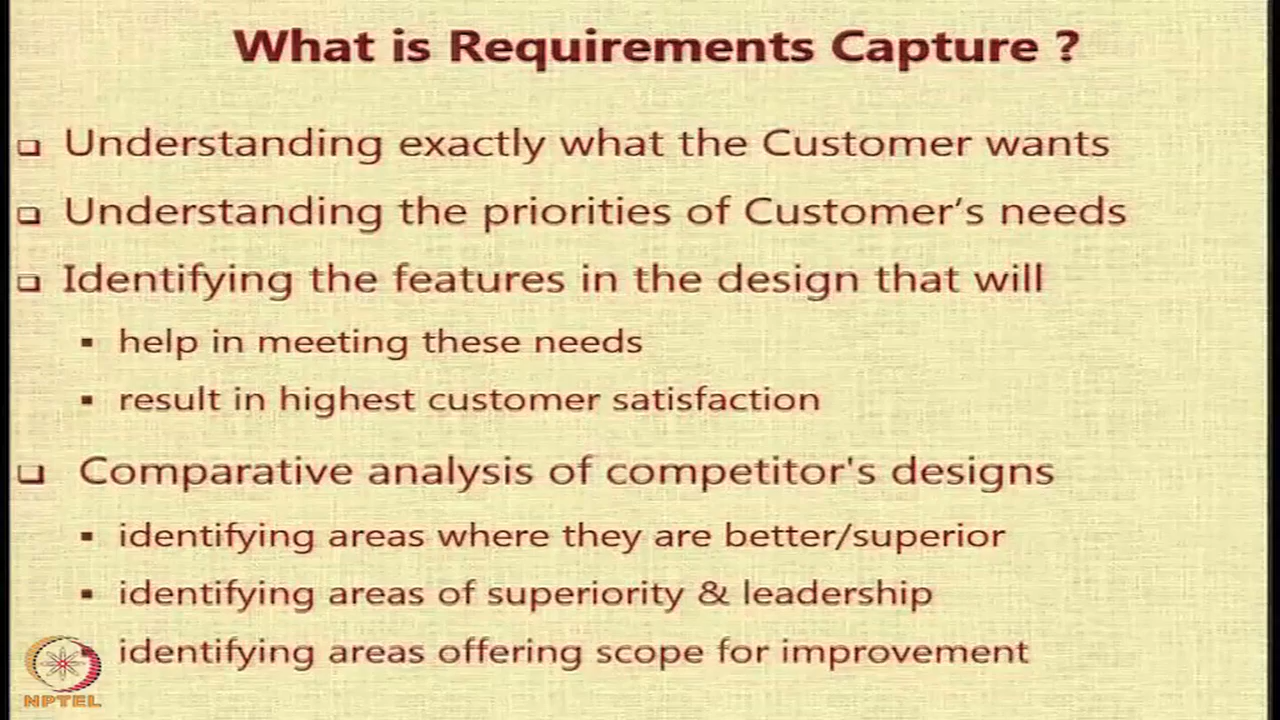 What is Requirements Capture ?
❑ Understanding exactly what the Customer wants
❑ Understanding the priorities of Customer‘s needs
❑ Identifying the features in the design that will
▪ help in meeting these needs
▪ result in highest customer satisfaction
❑ Comparative analysis of competitor's designs
▪ identifying areas where they are better/superior
▪ identifying areas of superiority & leadership
▪ identifying areas offering scope for improvement
NPTEL